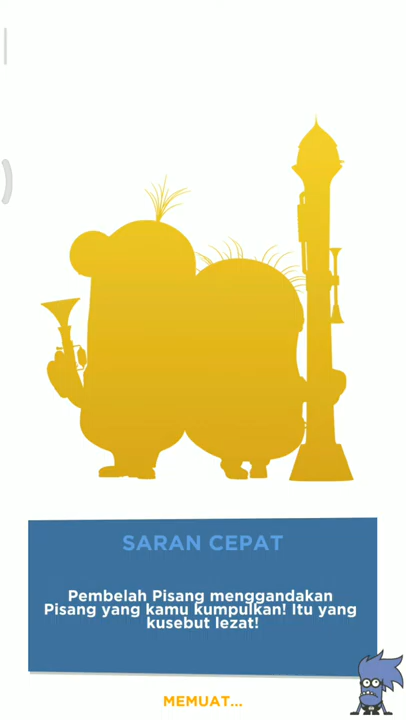 SARAN CEPAT
Pembelah Pisang menggandakan
Pisang yang kamu kumpulkan! Itu yang
kusebut lezat!
MEMUAT...